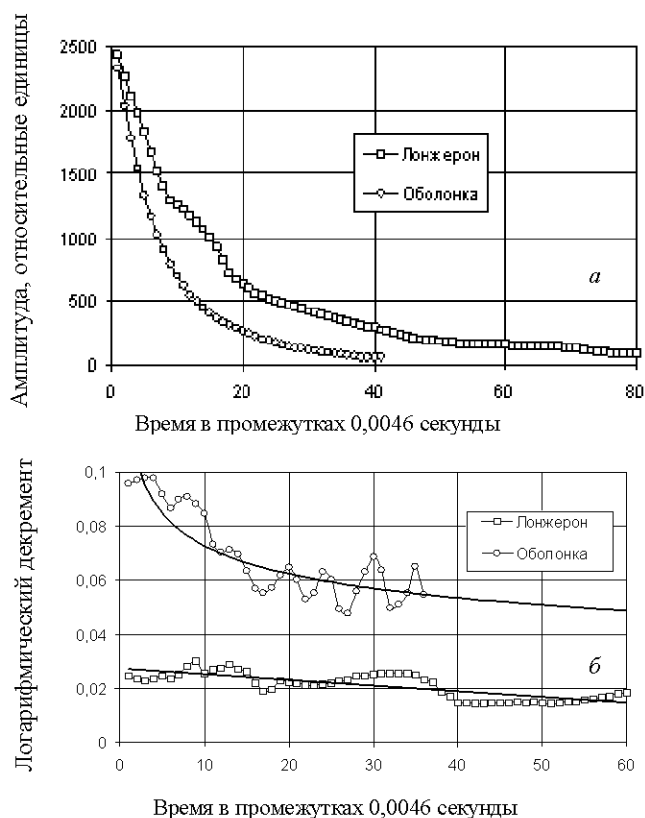 Амплитуда, относительные единицы
2500
2000
1500
1000
500
0
Лонжерон
Оболонка
а
0 20 40 60 80
Время в промежутках 0,0046 секунды
Логарифмический декремент
0,1
0,08
0,06
0,04
0,02
0
Лонжерон
Оболонка
б
0 10 20 30 40 50 60
Время в промежутках 0,0046 секунды